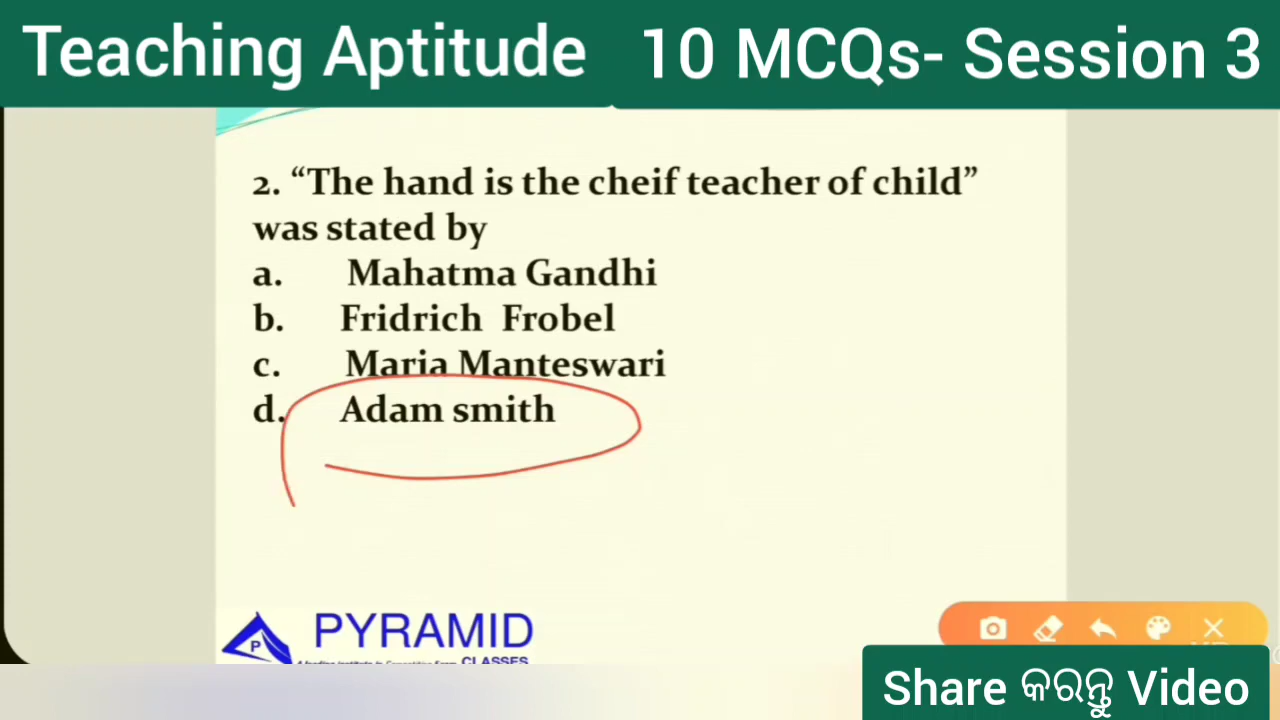 Teaching Aptitude
10 MCQs- Session 3
2. “The hand is the cheif teacher of child”
was stated by
a. Mahatma Gandhi
b. Fridrich Frobel
c. Maria Manteswari
d. Adam smith
P
PYRAMID
CLASSES
Share କରନ୍ତୁ Video